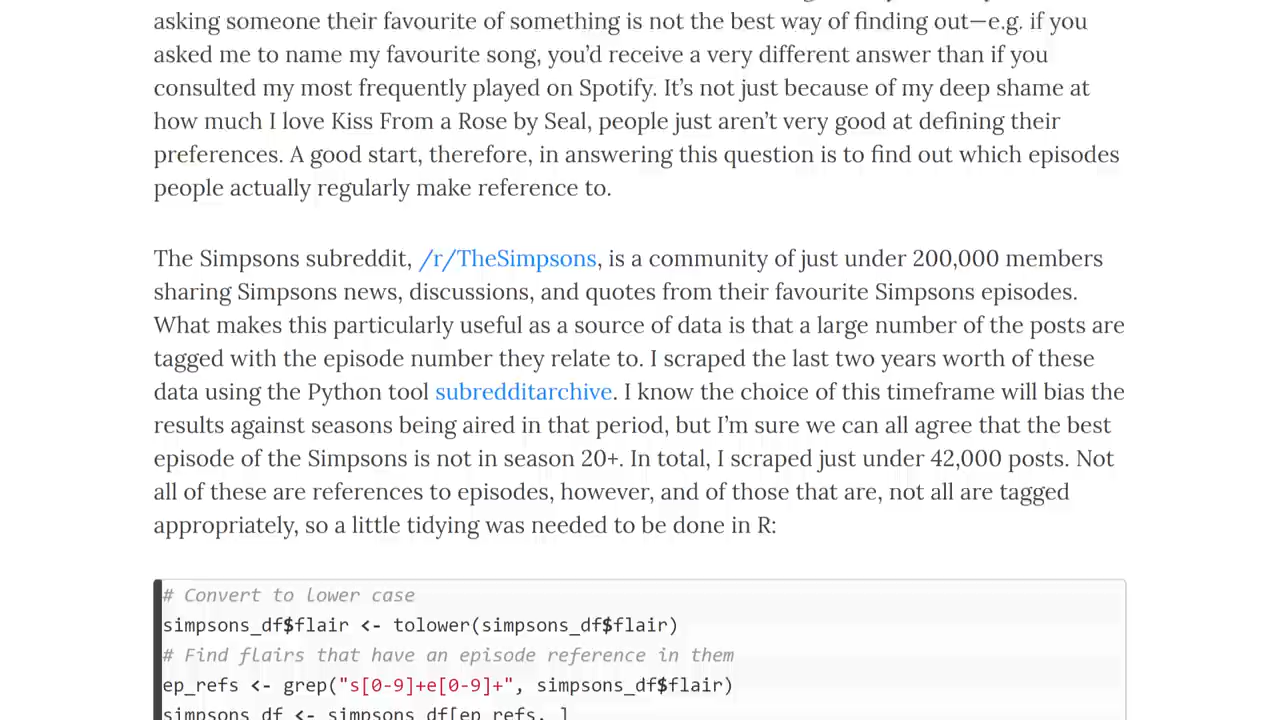 asking someone their favourite of something is not the best way of finding out—e.g. if you
asked me to name my favourite song, you’d receive a very different answer than if you
consulted my most frequently played on Spotify. It’s not just because of my deep shame at
how much I love Kiss From a Rose by Seal, people just aren’t very good at defining their
preferences. A good start, therefore, in answering this question is to find out which episodes
people actually regularly make reference to.
The Simpsons subreddit, /r/TheSimpsons, is a community of just under 200,000 members
sharing Simpsons news, discussions, and quotes from their favourite Simpsons episodes.
What makes this particularly useful as a source of data is that a large number of the posts are
tagged with the episode number they relate to. I scraped the last two years worth of these
data using the Python tool subredditarchive. I know the choice of this timeframe will bias the
results against seasons being aired in that period, but I’m sure we can all agree that the best
episode of the Simpsons is not in season 20+. In total, I scraped just under 42,000 posts. Not
all of these are references to episodes, however, and of those that are, not all are tagged
appropriately, so a little tidying was needed to be done in R:
# Convert to lower case
simpsons_df$flair <- tolower(simpsons_df$flair)
# Find flairs that have an episode reference in them
ep_refs <- grep("s[0-9]+e[0-9]+", simpsons_df$flair)
simpsons_df <- simpsons_df[ep_refs, ]